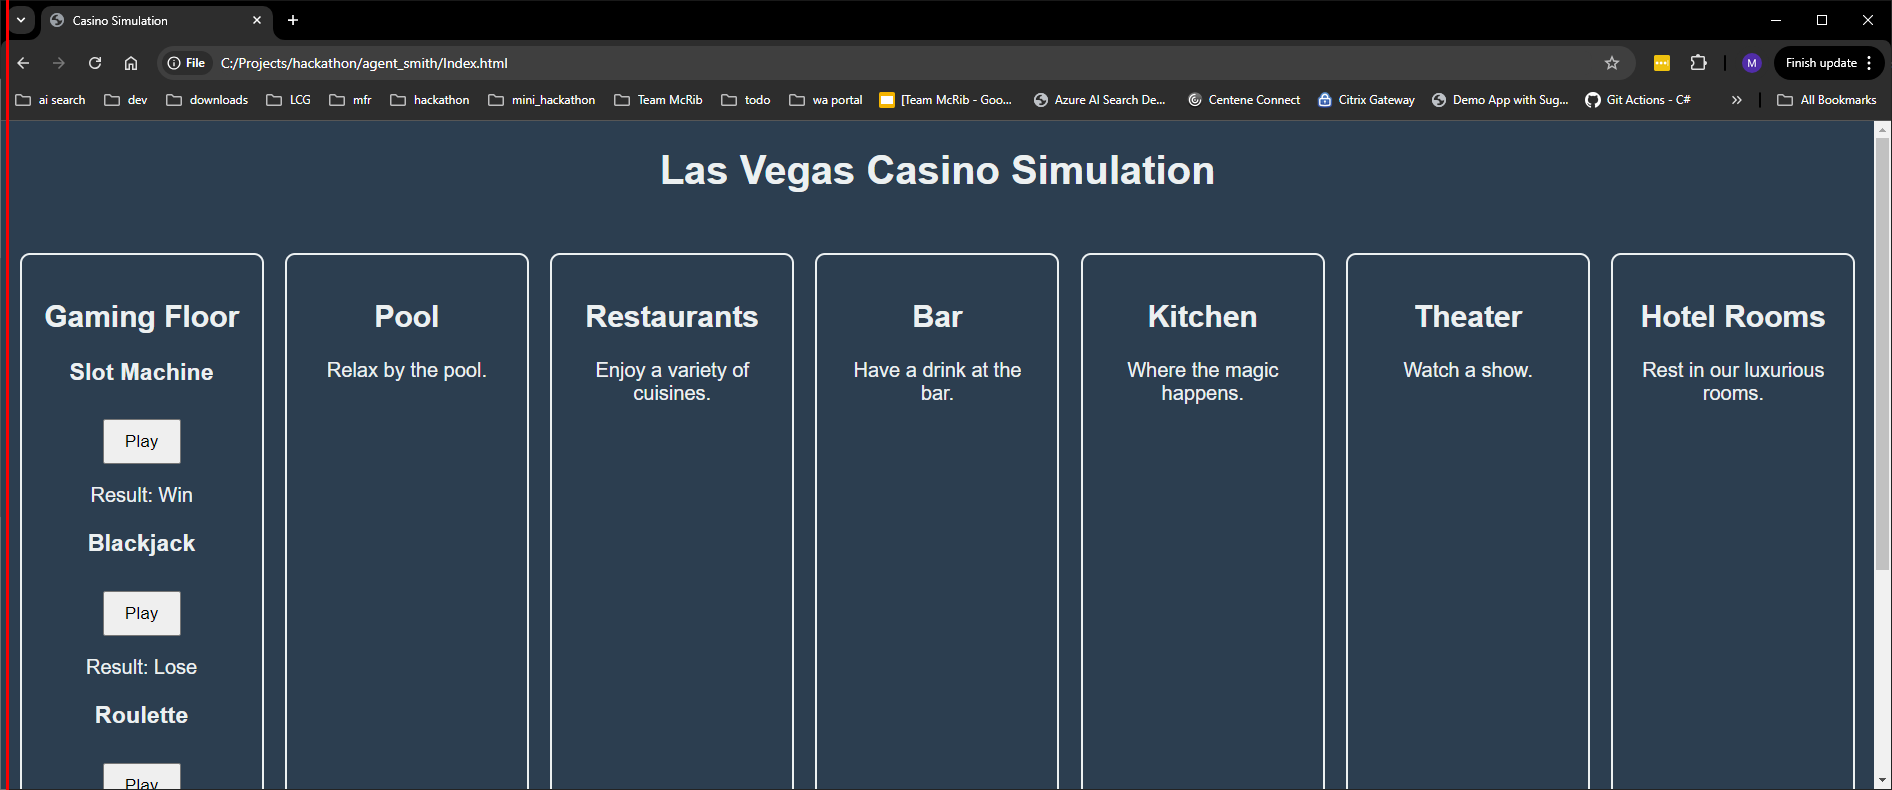 Casino Simulation
File
C:/Projects/hackathon/agent_smith/Index.html
M
Finish update
ai search
dev
downloads
LCG
mfr
hackathon
mini_hackathon
Team McRib
todo
wa portal
[Team McRib - Goo...
Azure AI Search De...
Centene Connect
Citrix Gateway
Demo App with Sug...
Git Actions - C#
All Bookmarks
Las Vegas Casino Simulation
Gaming Floor
Slot Machine
Play
Result: Win
Blackjack
Play
Result: Lose
Roulette
Play
Pool
Relax by the pool.
Restaurants
Enjoy a variety of
cuisines.
Bar
Have a drink at the
bar.
Kitchen
Where the magic
happens.
Theater
Watch a show.
Hotel Rooms
Rest in our luxurious
rooms.